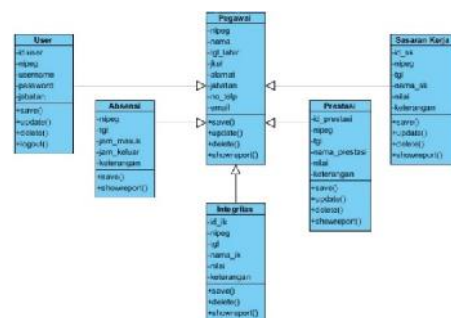 User
-id user
-nipeg
-username
-password
-jabatan
+save()
+update()
+delete()
+logout()
Pegawai
-nipeg
-nama
-tgl_lahir
-jkel
-alamat
-jabatan
-no_telp
-email
+save()
+update()
+delete()
+showreport()
Sasaran Kerja
-id_sk
-nipeg
-tgl
-nama_sk
-nilai
-keterangan
+save()
+update()
+delete()
+showreport()
Absensi
-nipeg
-tgl
-jam_masuk
-jam_keluar
-keterangan
+save()
+showreport()
Prestasi
-id_prestasi
-nipeg
-tgl
-nama_prestasi
-nilai
-keterangan
+save()
+update()
+delete()
+showreport()
Integritas
-id_ik
-nipeg
-tgl
-nama_ik
-nilai
-keterangan
+save()
+delete()
+showreport()